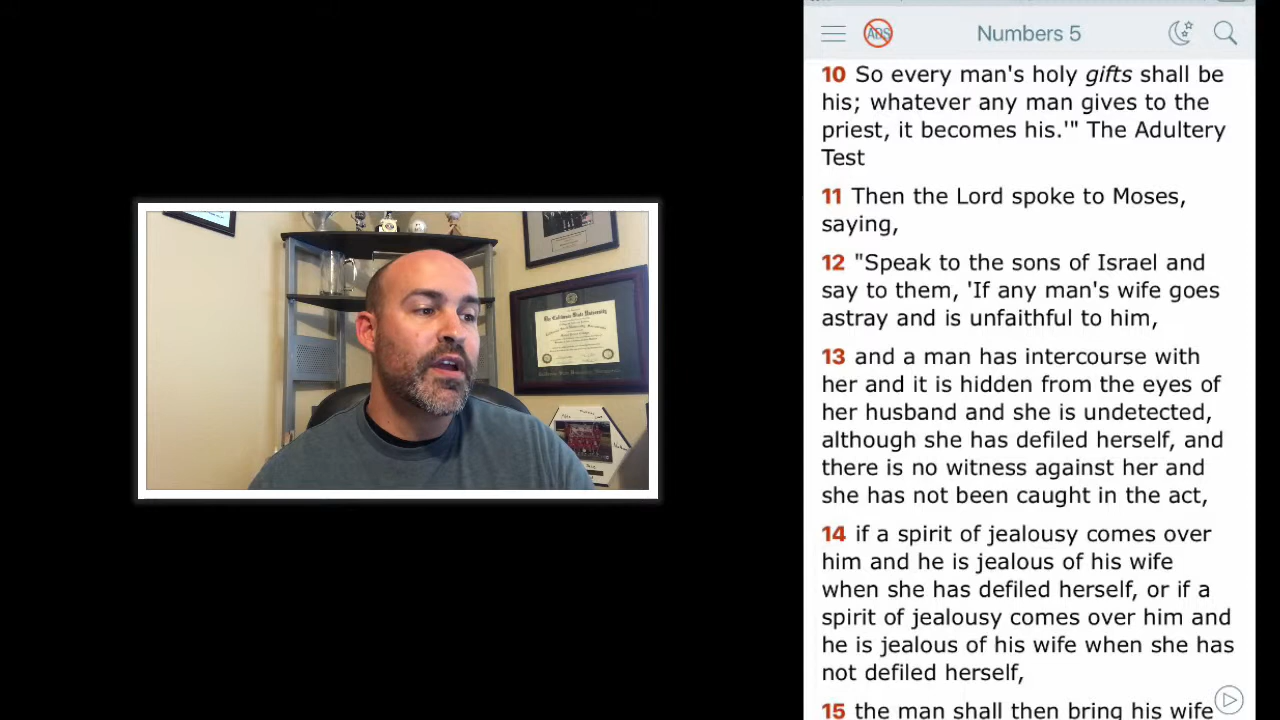 ADS
Numbers 5
10 So every man's holy gifts shall be
his; whatever any man gives to the
priest, it becomes his.'" The Adultery
Test
11 Then the Lord spoke to Moses,
saying,
12 "Speak to the sons of Israel and
say to them, 'If any man's wife goes
astray and is unfaithful to him,
13 and a man has intercourse with
her and it is hidden from the eyes of
her husband and she is undetected,
although she has defiled herself, and
there is no witness against her and
she has not been caught in the act,
14 if a spirit of jealousy comes over
him and he is jealous of his wife
when she has defiled herself, or if a
spirit of jealousy comes over him and
he is jealous of his wife when she has
not defiled herself,
15 the man shall then bring his wife
The California State University